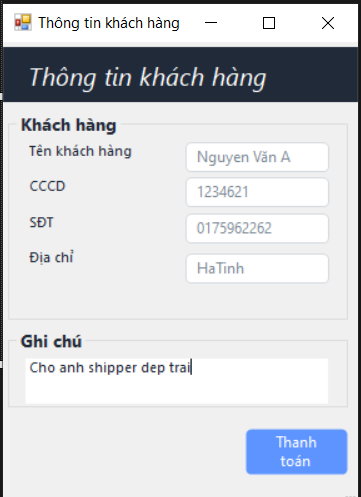 Thông tin khách hàng
Thông tin khách hàng
Khách hàng
Tên khách hàng
Nguyen Văn A
CCCD
1234621
SĐT
0175962262
Địa chỉ
HaTinh
Ghi chú
Cho anh shipper dep trai
Thanh
toán